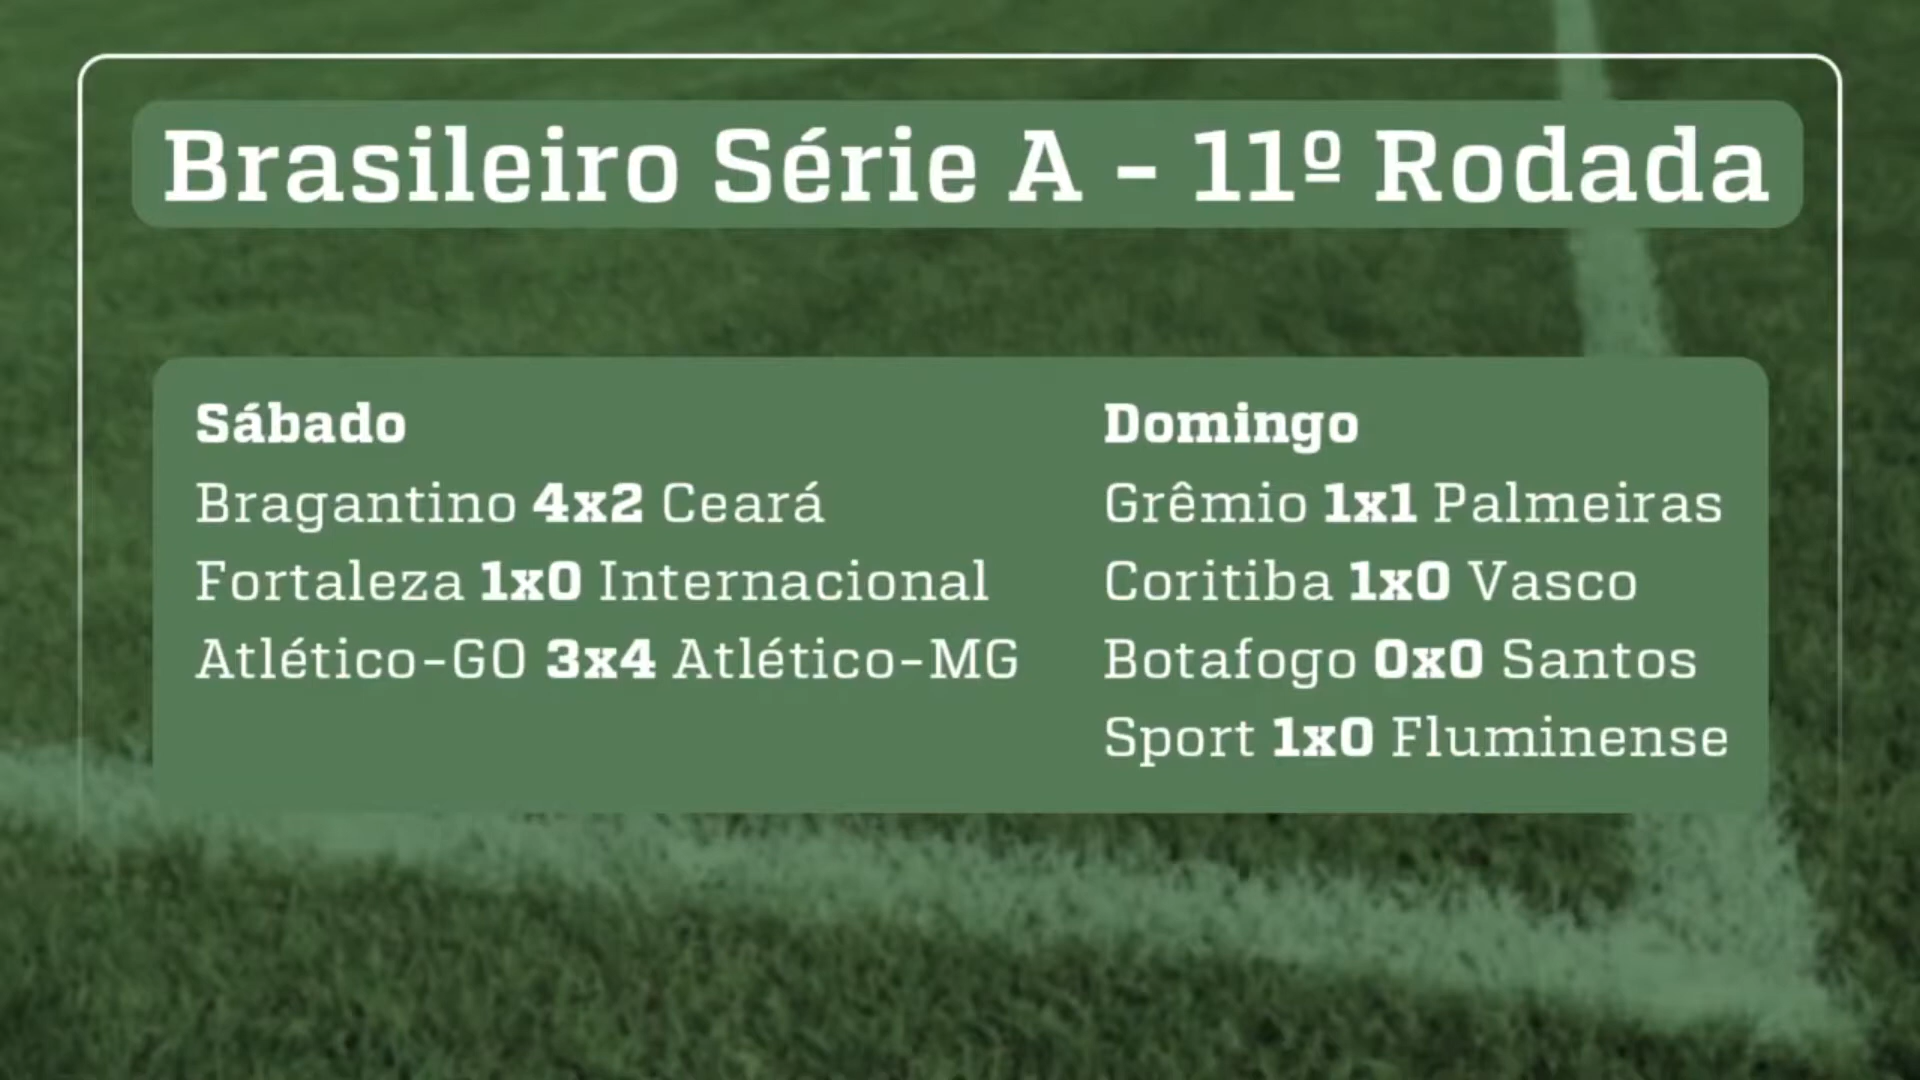 Brasileiro Série A - 11º Rodada
Sábado
Bragantino 4x2 Ceará
Fortaleza 1x0 Internacional
Atlético-GO 3x4 Atlético-MG
Domingo
Grêmio 1x1 Palmeiras
Coritiba 1x0 Vasco
Botafogo 0x0 Santos
Sport 1x0 Fluminense